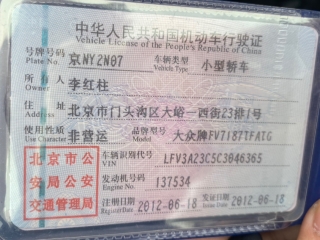 中华人民共和国机动车行驶证
Vehicle License of the People's Republic of China
号牌号码 京NY2N07 车辆类型 小型轿车
Plate No. Vehicle Type
所有人 李红柱
Owner
住址 北京市门头沟区大峪一西街23排1号
Address
使用性质 非营运 品牌型号 大众牌FV7187TFATG
Use Character Model
北京市公安局公安交通管理局
车辆识别代号 LFV3A23C5C3046365
VIN
发动机号码 137534
Engine No.
注册日期 2012-06-18 发证日期 2012-06-18
Register Date Issue Date